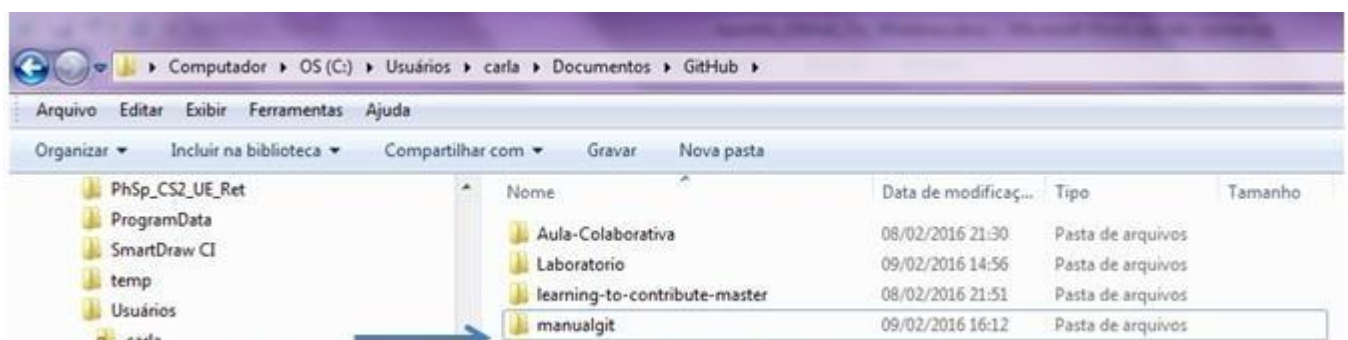 Computador OS (C:) Usuários carla Documentos GitHub
Arquivo Editar Exibir Ferramentas Ajuda
Organizar Incluir na biblioteca Compartilhar com Gravar Nova pasta
PhSp_CS2_UE_Ret
ProgramData
SmartDraw CI
temp
Usuários
carla
Nome Data de modificaç... Tipo Tamanho
Aula-Colaborativa 08/02/2016 21:30 Pasta de arquivos
Laboratorio 09/02/2016 14:56 Pasta de arquivos
learning-to-contribute-master 08/02/2016 21:51 Pasta de arquivos
manualgit 09/02/2016 16:12 Pasta de arquivos